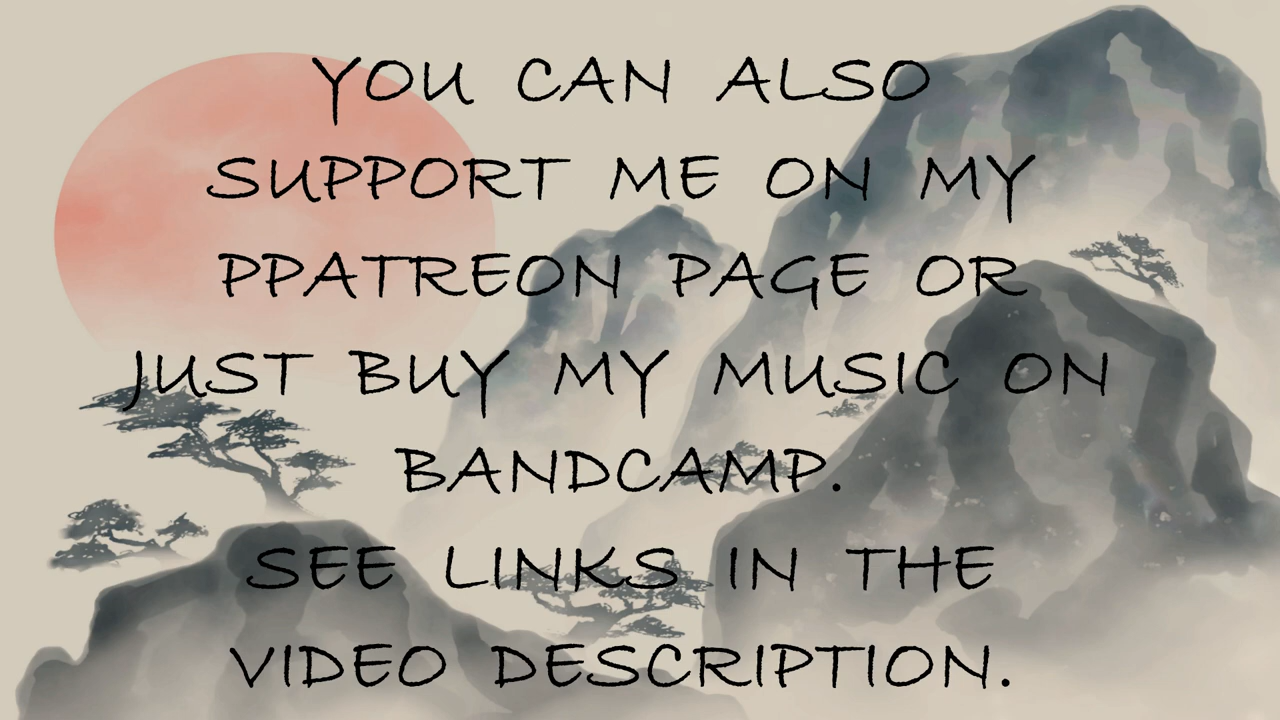 YOU CAN ALSO
SUPPORT ME ON MY
PPATREON PAGE OR
JUST BUY MY MUSIC ON
BANDCAMP.
SEE LINKS IN THE
VIDEO DESCRIPTION.